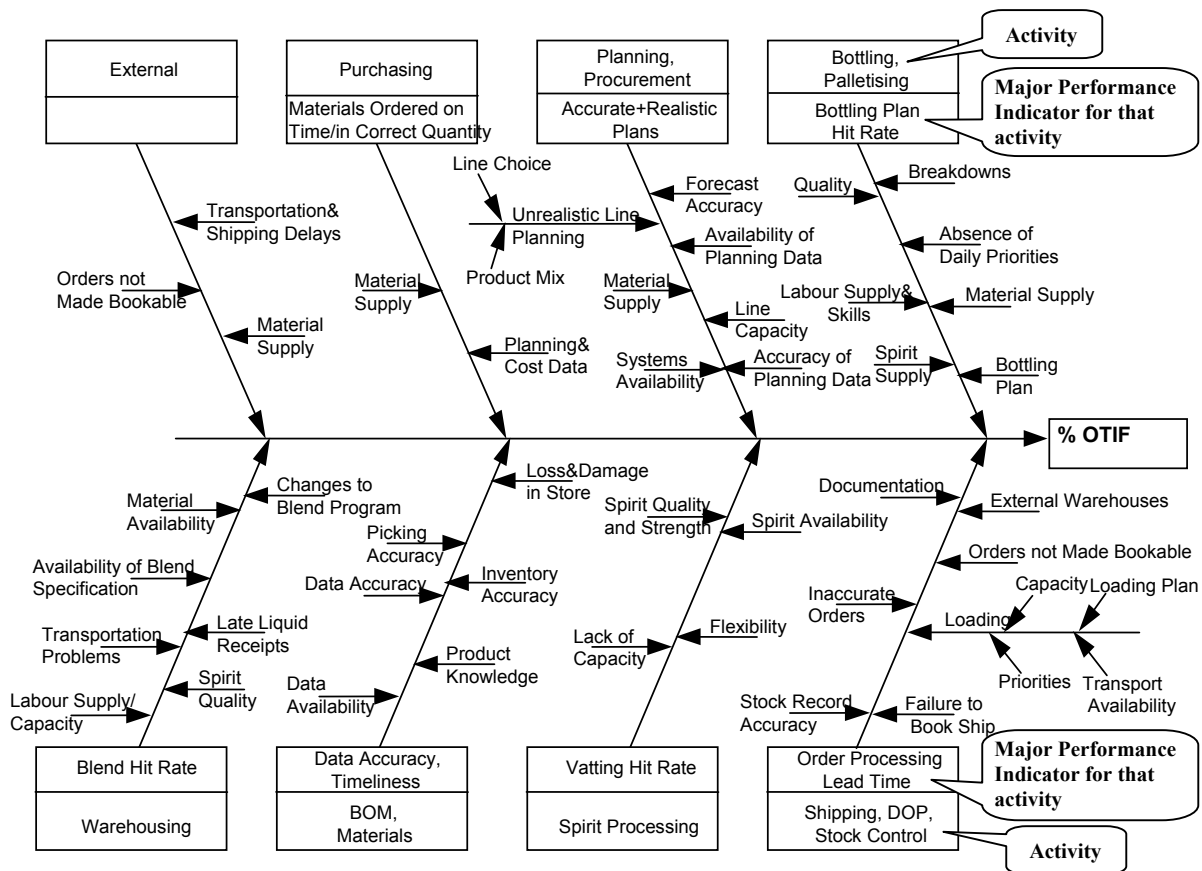 Activity
External
Purchasing
Planning,
Procurement
Bottling,
Palletising
Major Performance
Indicator for that
activity
Materials Ordered on
Time/in Correct Quantity
Accurate+Realistic
Plans
Bottling Plan
Hit Rate
Transportation&
Shipping Delays
Orders not
Made Bookable
Material
Supply
Material
Supply
Planning&
Cost Data
Line Choice
Unrealistic Line
Planning
Product Mix
Forecast
Accuracy
Availability of
Planning Data
Material
Supply
Line
Capacity
Systems
Availability
Accuracy of
Planning Data
Breakdowns
Quality
Absence of
Daily Priorities
Labour Supply&
Skills
Material Supply
Spirit
Supply
Bottling
Plan
% OTIF
Changes to
Blend Program
Material
Availability
Availability of Blend
Specification
Late Liquid
Receipts
Transportation
Problems
Spirit
Quality
Labour Supply/
Capacity
Loss&Damage
in Store
Picking
Accuracy
Inventory
Accuracy
Data Accuracy
Product
Knowledge
Data
Availability
Spirit Quality
and Strength
Spirit Availability
Flexibility
Lack of
Capacity
Documentation
External Warehouses
Orders not Made Bookable
Inaccurate
Orders
Capacity
Loading Plan
Loading
Priorities
Transport
Availability
Stock Record
Accuracy
Failure to
Book Ship
Blend Hit Rate
Warehousing
Data Accuracy,
Timeliness
BOM,
Materials
Vatting Hit Rate
Spirit Processing
Order Processing
Lead Time
Shipping, DOP,
Stock Control
Major Performance
Indicator for that
activity
Activity